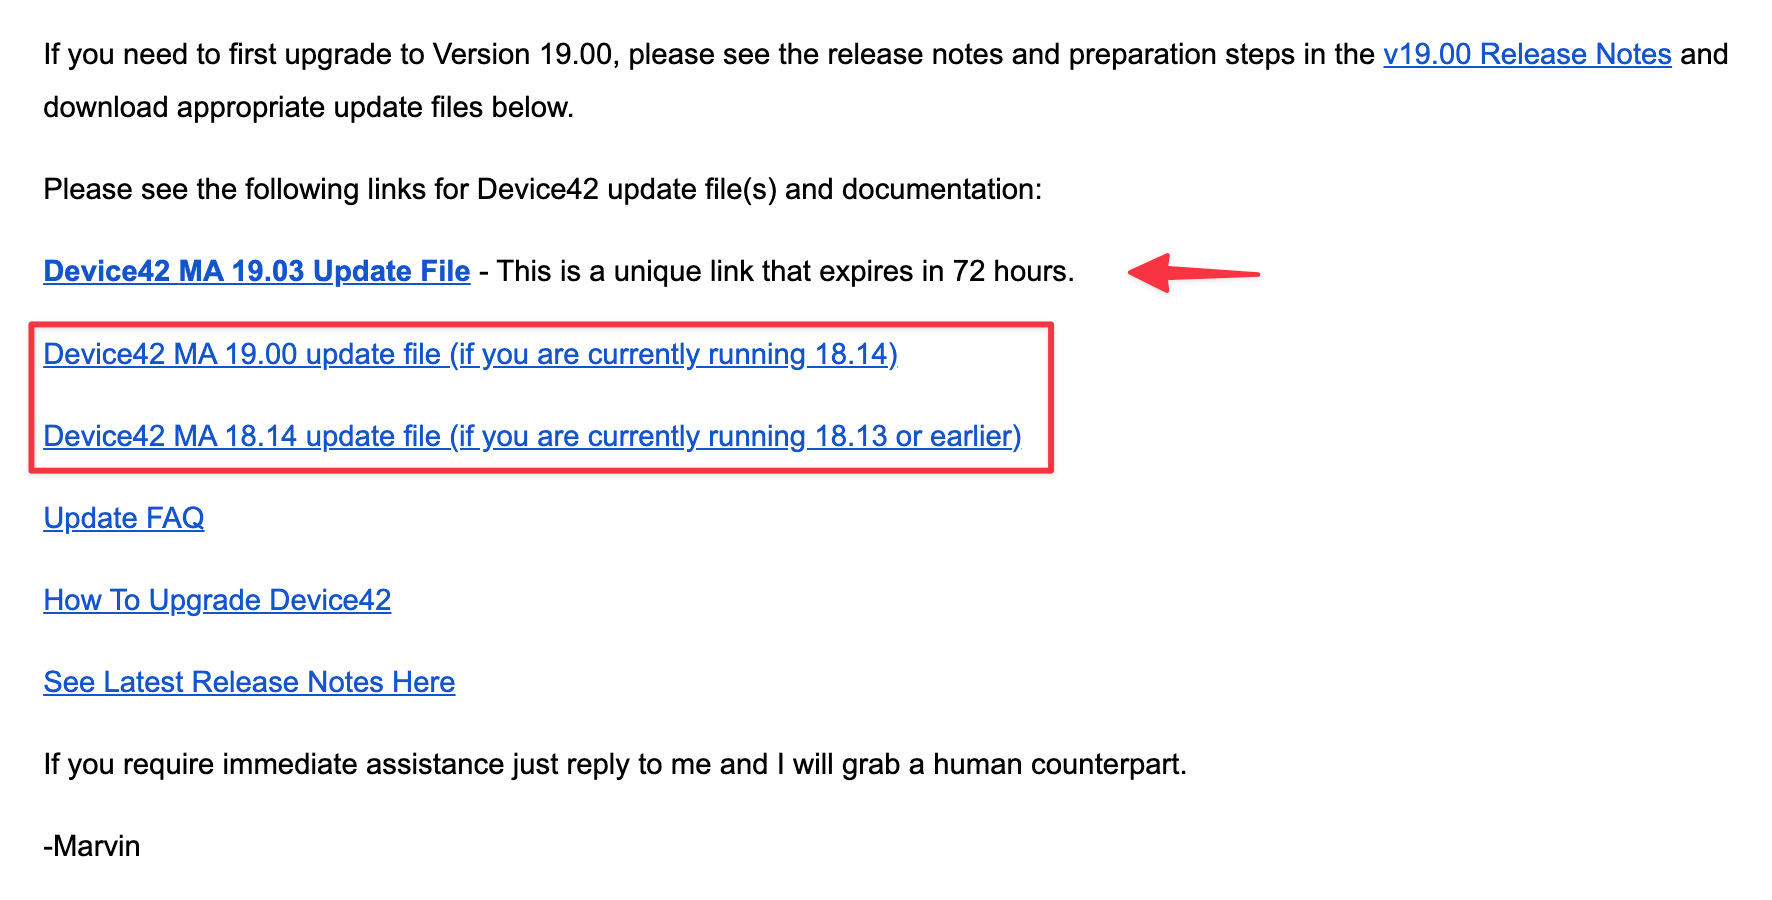 If you need to first upgrade to Version 19.00, please see the release notes and preparation steps in the v19.00 Release Notes and
download appropriate update files below.
Please see the following links for Device42 update file(s) and documentation:
Device42 MA 19.03 Update File - This is a unique link that expires in 72 hours.
Device42 MA 19.00 update file (if you are currently running 18.14)
Device42 MA 18.14 update file (if you are currently running 18.13 or earlier)
Update FAQ
How To Upgrade Device42
See Latest Release Notes Here
If you require immediate assistance just reply to me and I will grab a human counterpart.
-Marvin